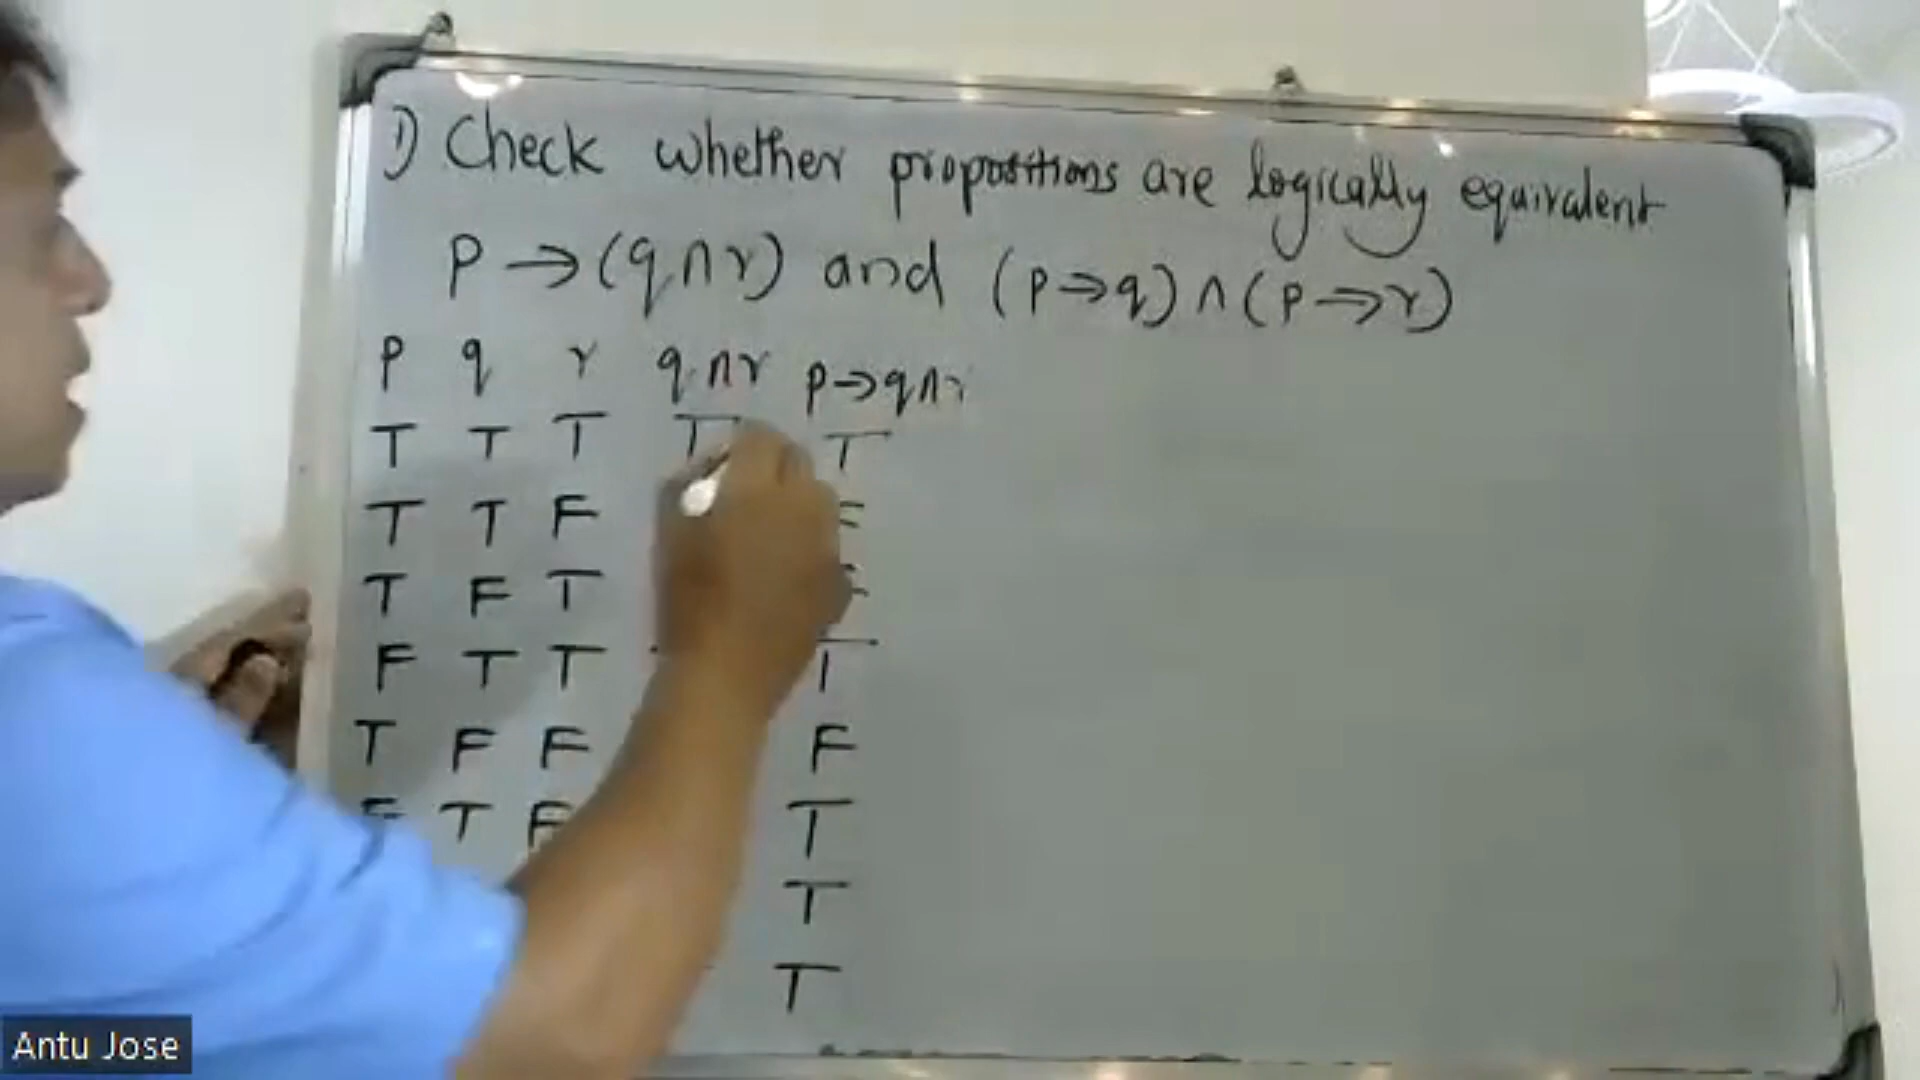 1) Check whether propositions are logically equivalent
p → (q ∧ r) and (p → q) ∧ (p → r)
p q r q ∧ r p → q ∧ r
T T T T T
T T F F
T F T F
F T T T
T F F F
F T F T
T
T
Antu Jose